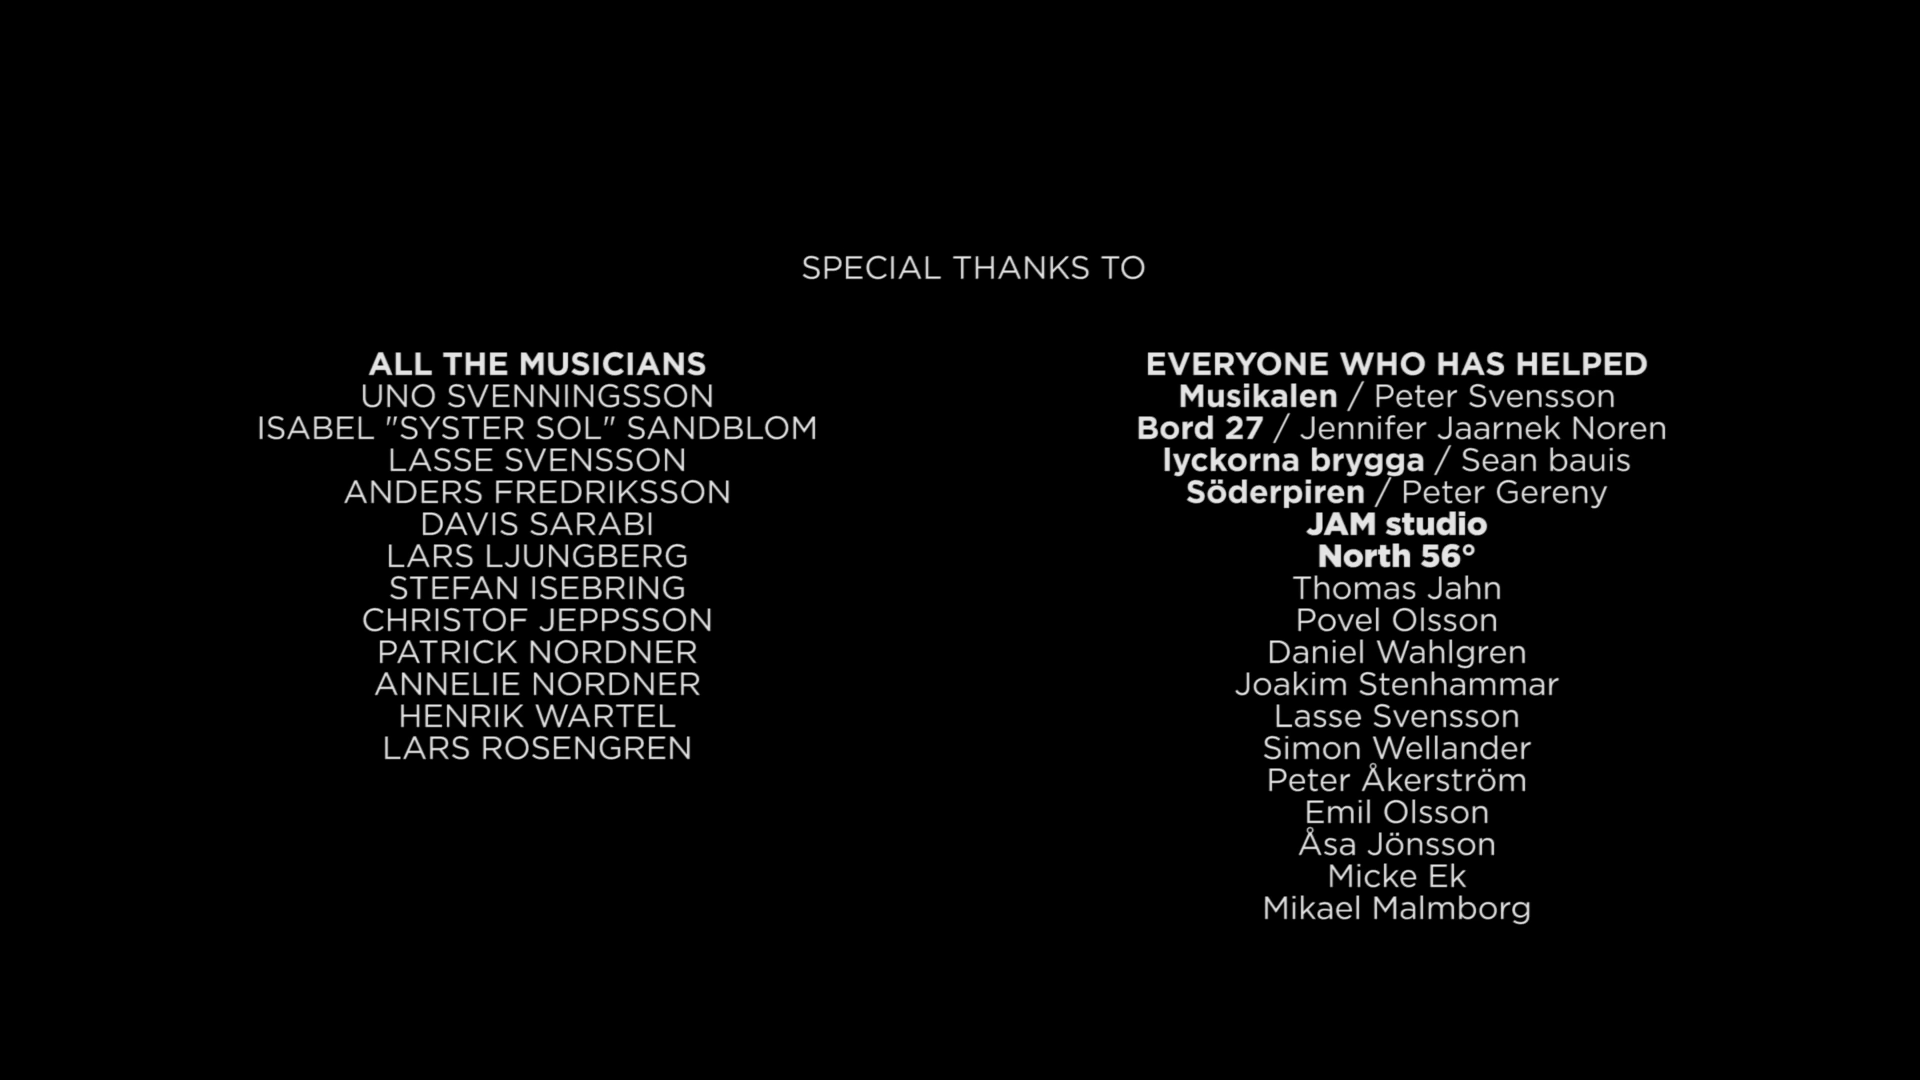 SPECIAL THANKS TO
ALL THE MUSICIANS
UNO SVENNINGSSON
ISABEL "SYSTER SOL" SANDBLOM
LASSE SVENSSON
ANDERS FREDRIKSSON
DAVIS SARABI
LARS LJUNGBERG
STEFAN ISEBRING
CHRISTOF JEPPSSON
PATRICK NORDNER
ANNELIE NORDNER
HENRIK WARTEL
LARS ROSENGREN
EVERYONE WHO HAS HELPED
Musikalen / Peter Svensson
Bord 27 / Jennifer Jaarnek Noren
lyckorna brygga / Sean bauis
Söderpiren / Peter Gereny
JAM studio
North 56°
Thomas Jahn
Povel Olsson
Daniel Wahlgren
Joakim Stenhammar
Lasse Svensson
Simon Wellander
Peter Åkerström
Emil Olsson
Åsa Jönsson
Micke Ek
Mikael Malmborg